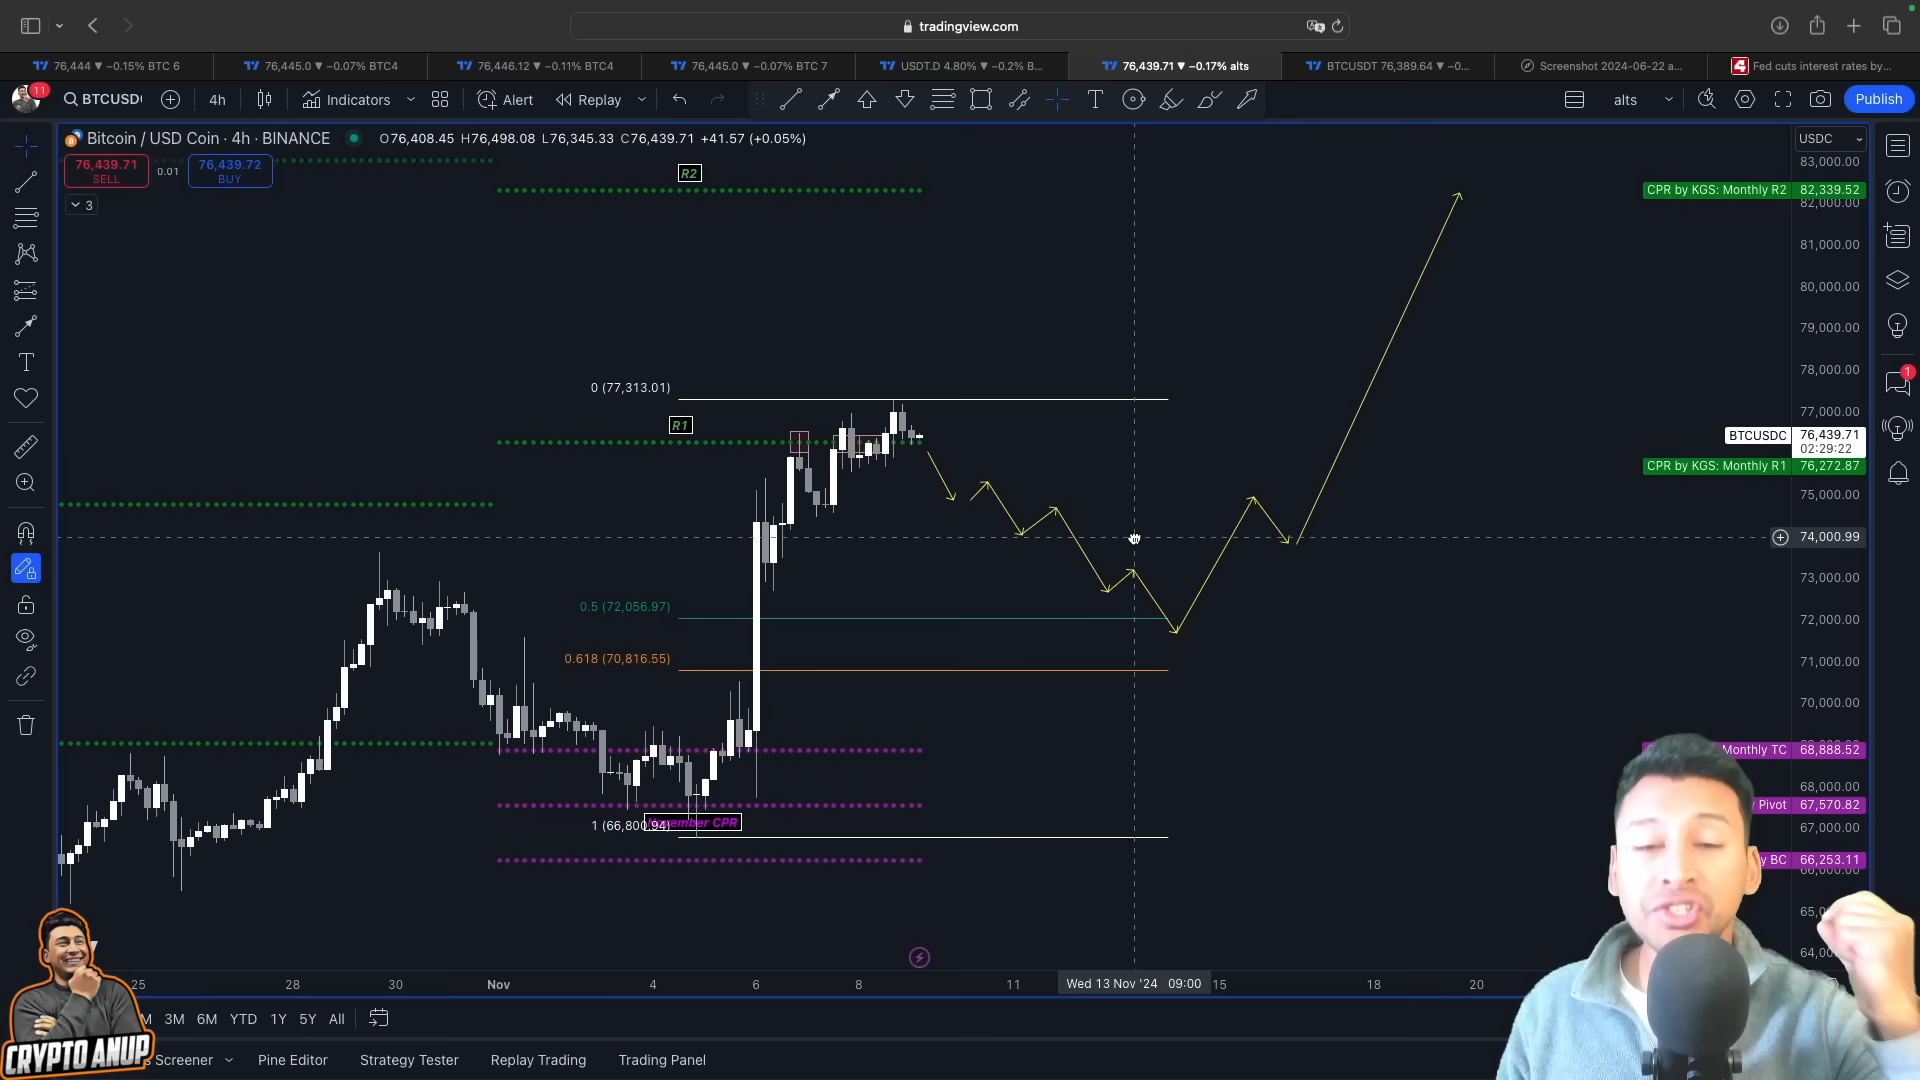 tradingview.com
76,444 ▼ −0.15% BTC 6
76,445.0 ▼ −0.07% BTC4
76,446.12 ▼ −0.11% BTC4
76,445.0 ▼ −0.07% BTC 7
USDT.D 4.80% ▼ −0.2% B...
76,439.71 ▼ −0.17% alts
BTCUSDT 76,389.64 ▼ −0...
Screenshot 2024-06-22 a...
4 Fed cuts interest rates by...
11
BTCUSD
4h
Indicators
Alert
Replay
alts
Publish
Bitcoin / USD Coin · 4h · BINANCE
O76,408.45 H76,498.08 L76,345.33 C76,439.71 +41.57 (+0.05%)
USDC
76,439.71
SELL
0.01
76,439.72
BUY
3
R2
83,000.00
CPR by KGS: Monthly R2 82,339.52
82,000.00
81,000.00
80,000.00
79,000.00
78,000.00
0 (77,313.01)
77,000.00
1
R1
BTCUSDC 76,439.71
02:29:22
CPR by KGS: Monthly R1 76,272.87
75,000.00
74,000.99
73,000.00
0.5 (72,056.97)
72,000.00
0.618 (70,816.55)
71,000.00
70,000.00
Monthly TC 68,888.52
68,000.00
Pivot 67,570.82
November CPR
1 (66,800.94)
67,000.00
BC 66,253.11
66,000.00
25
28
30
Nov
4
6
8
11
Wed 13 Nov '24 09:00
15
18
20
3M
6M
YTD
1Y
5Y
All
CRYPTO ANUP
Screener
Pine Editor
Strategy Tester
Replay Trading
Trading Panel